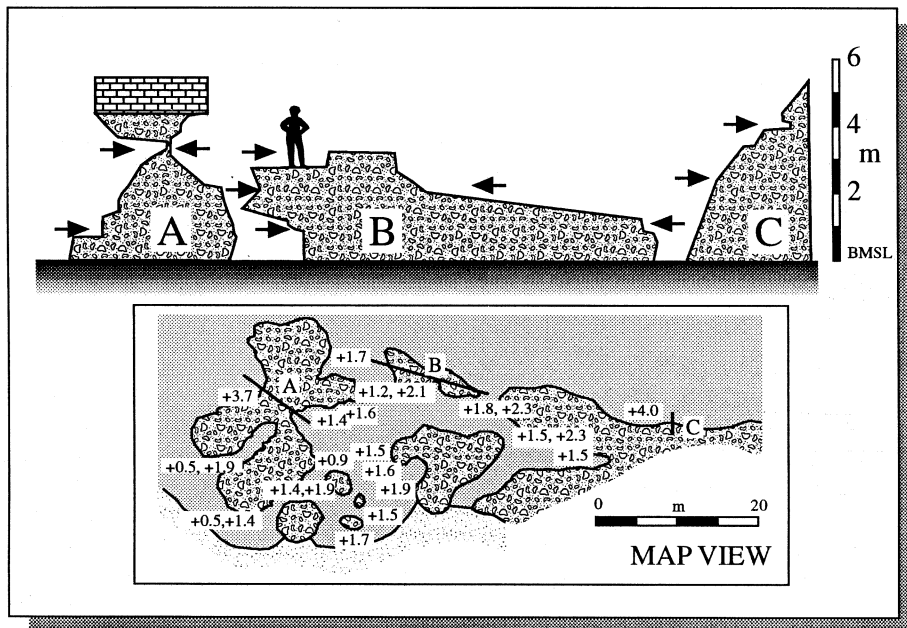 6
4
m
2
BMSL
A
B
C
+1.7
B
A
+3.7
+1.2, +2.1
+1.4
+1.6
+1.8, +2.3
+4.0
C
+1.5, +2.3
+1.5
+1.5
+0.5, +1.9
+0.9
+1.6
+1.4, +1.9
+1.9
+0.5, +1.4
+1.5
+1.7
0 m 20
MAP VIEW